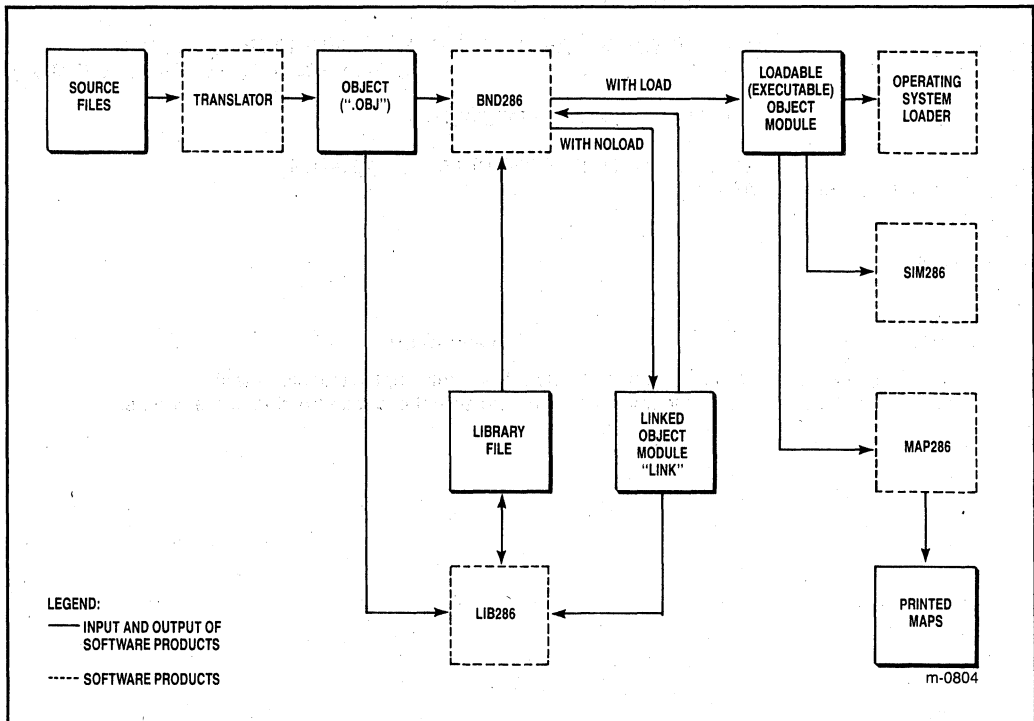 SOURCE
FILES
TRANSLATOR
OBJECT
(".OBJ")
BND286
WITH LOAD
WITH NOLOAD
LOADABLE
(EXECUTABLE)
OBJECT
MODULE
OPERATING
SYSTEM
LOADER
SIM286
LIBRARY
FILE
LINKED
OBJECT
MODULE
"LINK"
MAP286
LIB286
PRINTED
MAPS
LEGEND:
INPUT AND OUTPUT OF
SOFTWARE PRODUCTS
SOFTWARE PRODUCTS
m-0804